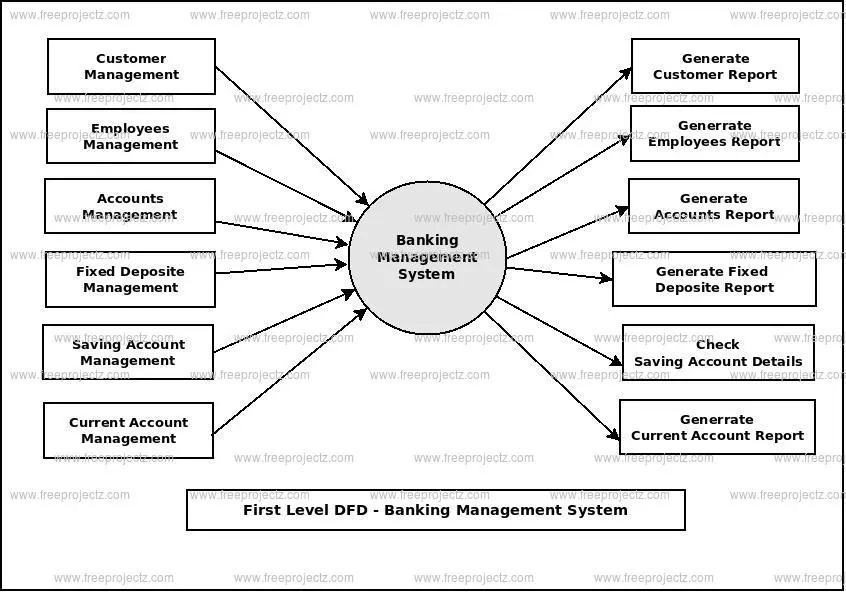 Customer
Management
Employees
Management
Accounts
Management
Fixed Deposite
Management
Saving Account
Management
Current Account
Management
Banking
Management
System
Generate
Customer Report
Generrate
Employees Report
Generate
Accounts Report
Generate Fixed
Deposite Report
Check
Saving Account Details
Generrate
Current Account Report
First Level DFD - Banking Management System
www.freeprojectz.com